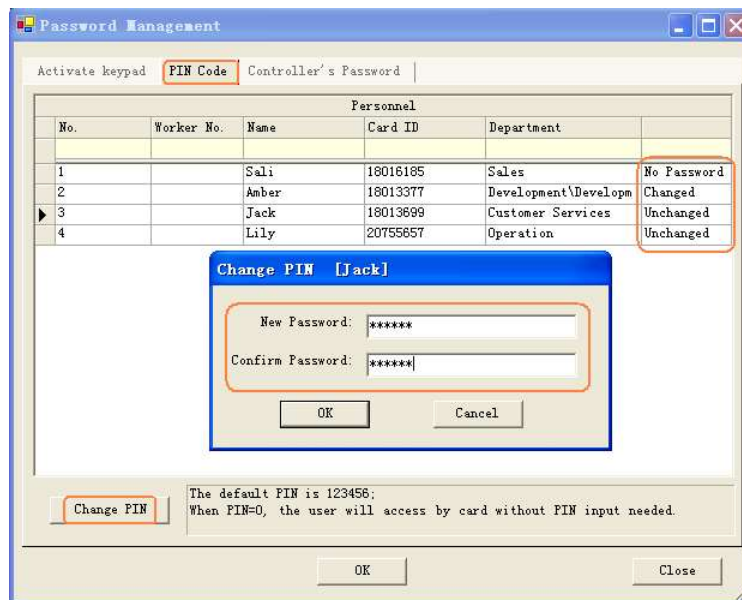 Password Management
Activate keypad PIN Code Controller's Password
Personnel
No. Worker No. Name Card ID Department
1 Sali 18016185 Sales No Password
2 Amber 18013377 Development\Developm Changed
3 Jack 18013699 Customer Services Unchanged
4 Lily 20755657 Operation Unchanged
Change PIN [Jack]
New Password: ******
Confirm Password: ******
OK Cancel
Change PIN
The default PIN is 123456;
When PIN=0, the user will access by card without PIN input needed.
OK Close